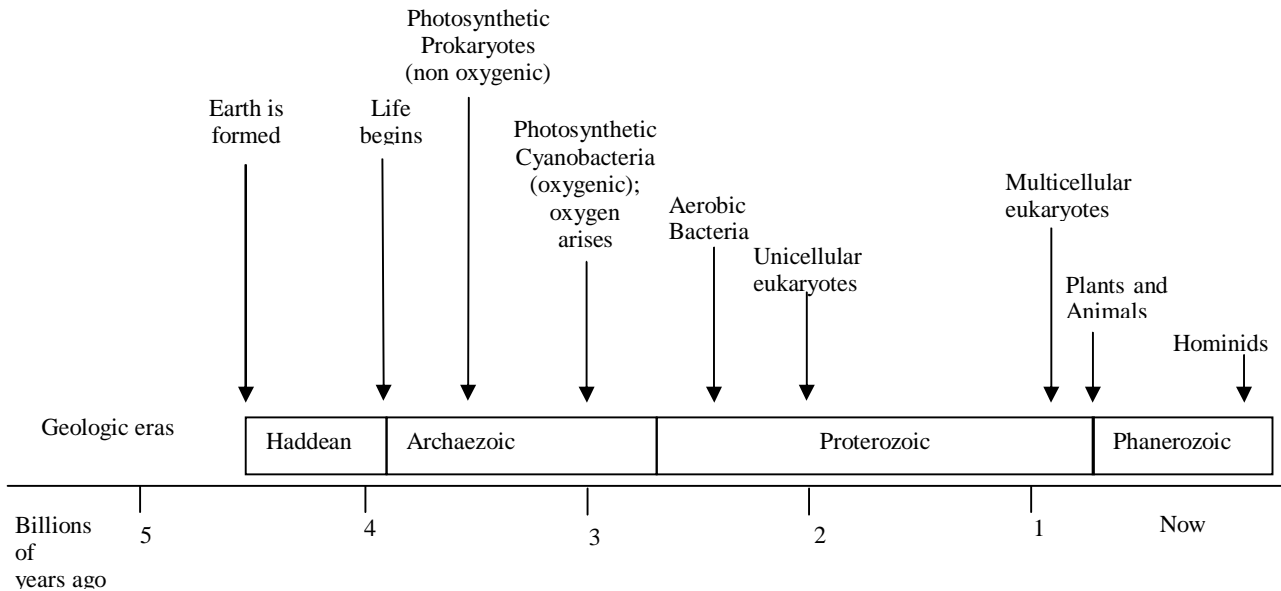 Photosynthetic
Prokaryotes
(non oxygenic)
Earth is
formed
Life
begins
Photosynthetic
Cyanobacteria
(oxygenic);
oxygen
arises
Aerobic
Bacteria
Unicellular
eukaryotes
Multicellular
eukaryotes
Plants and
Animals
Hominids
Geologic eras
Haddean
Archaezoic
Proterozoic
Phanerozoic
Billions
of
years ago
5
4
3
2
1
Now